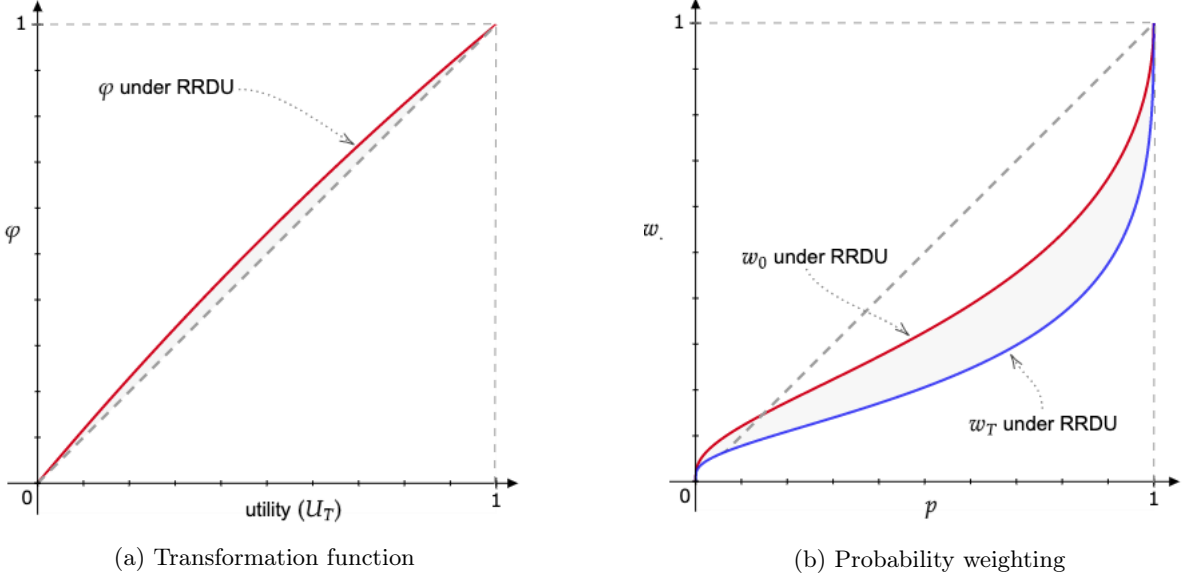 1
φ under RRDU
φ
0
utility (U_T)
1
(a) Transformation function
1
w.
w_0 under RRDU
w_T under RRDU
0
p
1
(b) Probability weighting